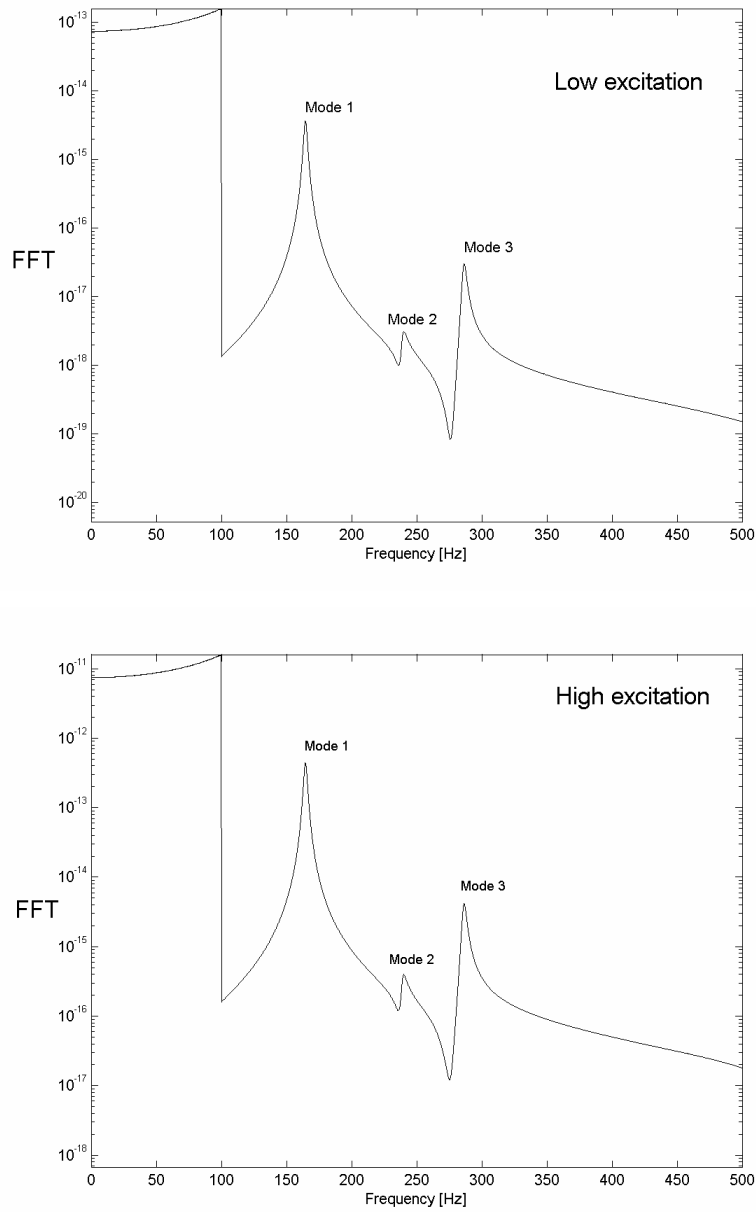 10^-13
Low excitation
10^-14
Mode 1
10^-15
10^-16
FFT
Mode 3
10^-17
Mode 2
10^-18
10^-19
10^-20
0 50 100 150 200 250 300 350 400 450 500
Frequency [Hz]
10^-11
High excitation
10^-12
Mode 1
10^-13
10^-14
Mode 3
FFT
10^-15
Mode 2
10^-16
10^-17
10^-18
0 50 100 150 200 250 300 350 400 450 500
Frequency [Hz]